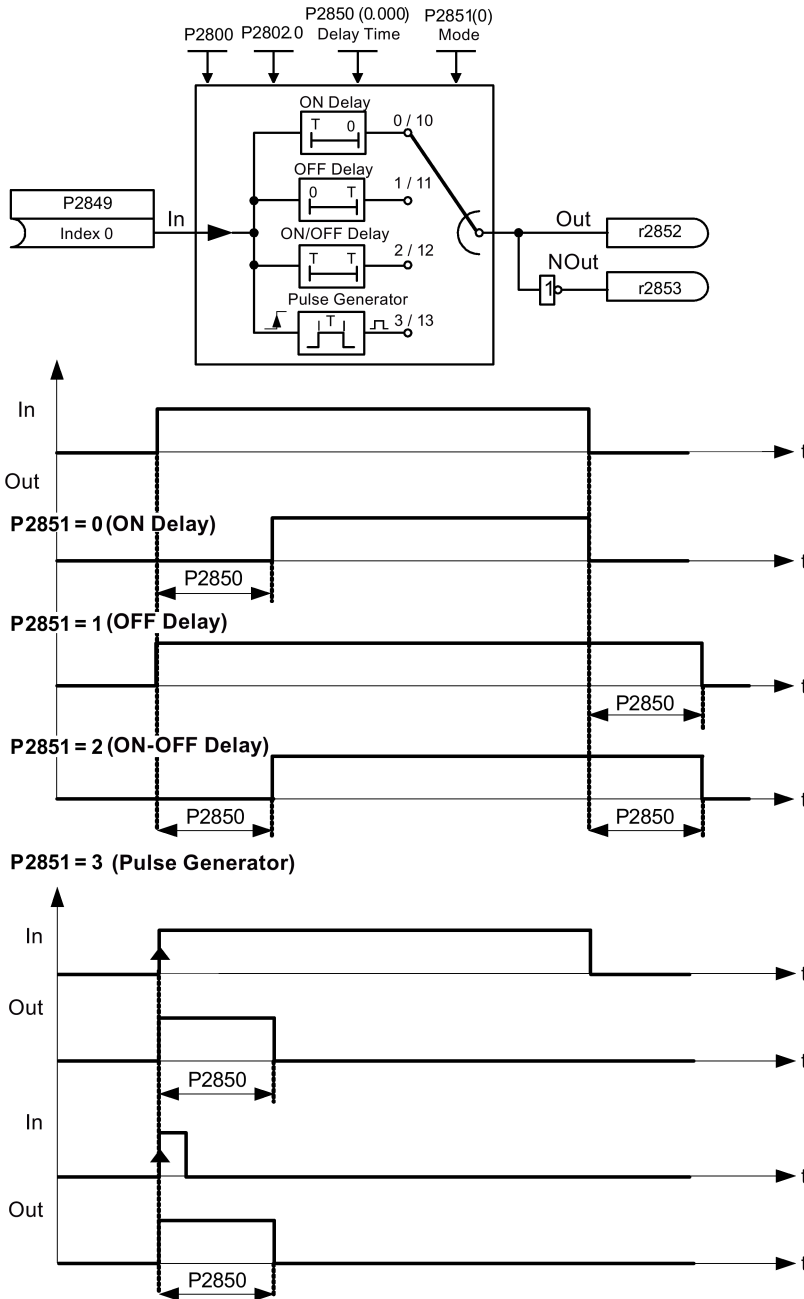 P2800
P2802.0
P2850 (0.000)
Delay Time
P2851(0)
Mode
ON Delay
T 0
0 / 10
OFF Delay
0 T
1 / 11
P2849
Index 0
In
ON/OFF Delay
T T
2 / 12
Pulse Generator
T
3 / 13
Out
r2852
NOut
1
r2853
In
t
Out
P2851 = 0 (ON Delay)
t
P2850
P2851 = 1 (OFF Delay)
t
P2850
P2851 = 2 (ON-OFF Delay)
t
P2850
P2850
P2851 = 3 (Pulse Generator)
In
t
Out
t
P2850
In
t
Out
t
P2850